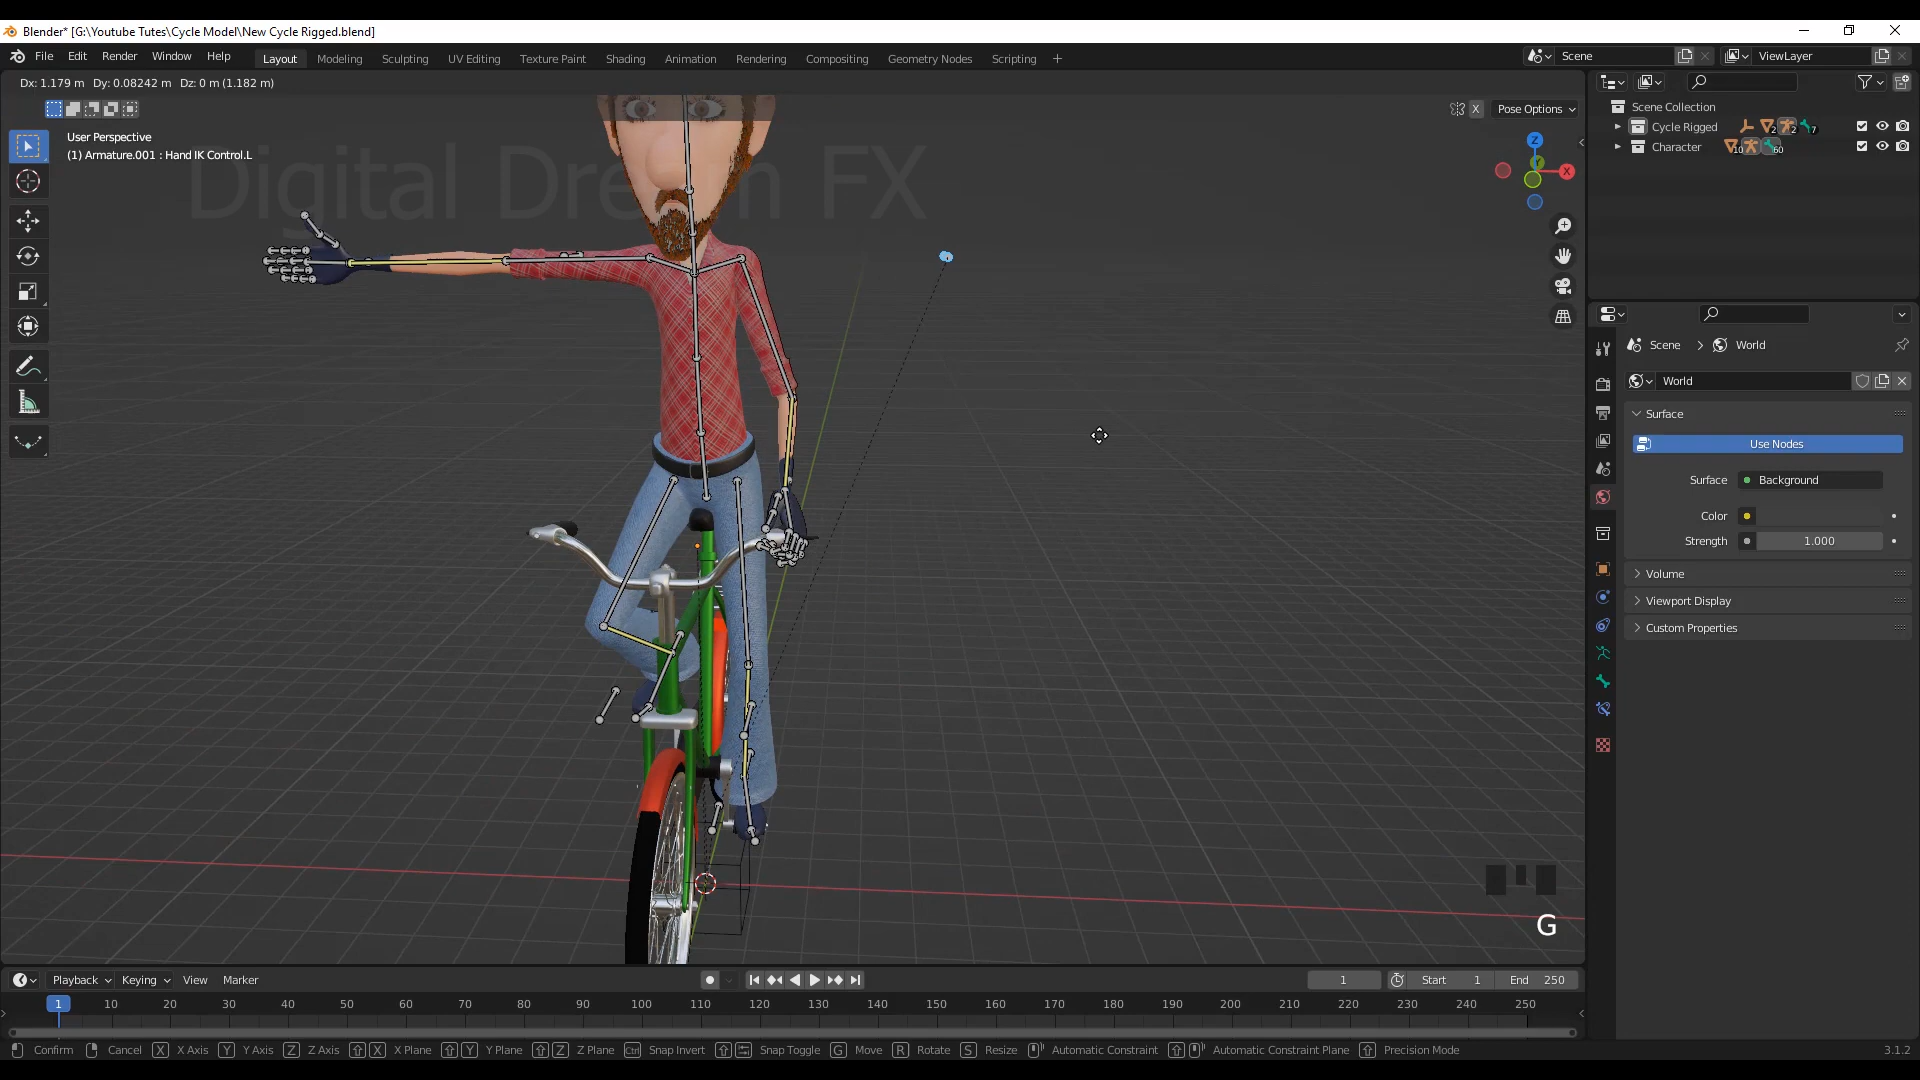 Blender* [G:\Youtube Tutes\Cycle Model\New Cycle Rigged.blend]
File Edit Render Window Help Layout Modeling Sculpting UV Editing Texture Paint Shading Animation Rendering Compositing Geometry Nodes Scripting + Scene ViewLayer
Dx: 1.179 m Dy: 0.08242 m Dz: 0 m (1.182 m)
X Pose Options
Scene Collection
User Perspective
Cycle Rigged 2 2 7
(1) Armature.001 : Hand IK Control.L
Character 10 60
Digital Dream FX
Z
X
Scene > World
World
Surface
Use Nodes
Surface Background
Color
Strength 1.000
Volume
Viewport Display
Custom Properties
G
Playback Keying View Marker 1 Start 1 End 250
1 10 20 30 40 50 60 70 80 90 100 110 120 130 140 150 160 170 180 190 200 210 220 230 240 250
Confirm Cancel X X Axis Y Y Axis Z Z Axis X X Plane Y Y Plane Z Z Plane Ctrl Snap Invert Snap Toggle G Move R Rotate S Resize Automatic Constraint Automatic Constraint Plane Precision Mode 3.1.2